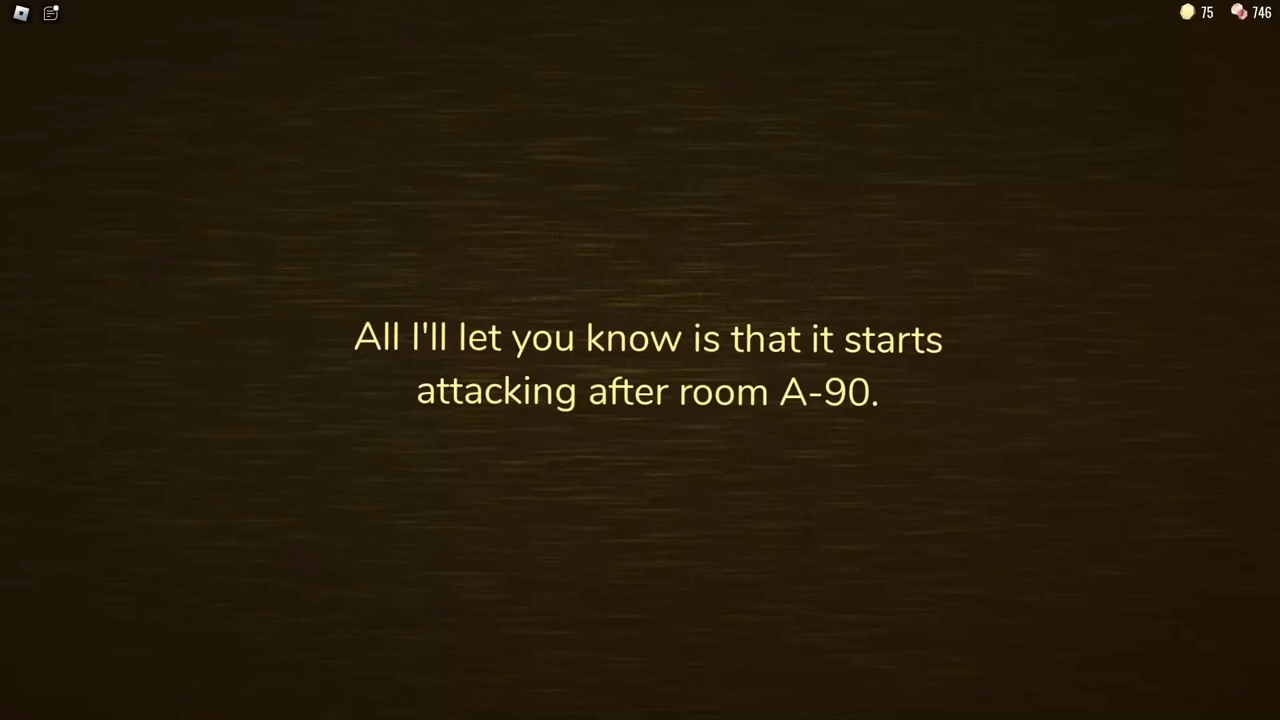 75 746
All I'll let you know is that it starts
attacking after room A-90.